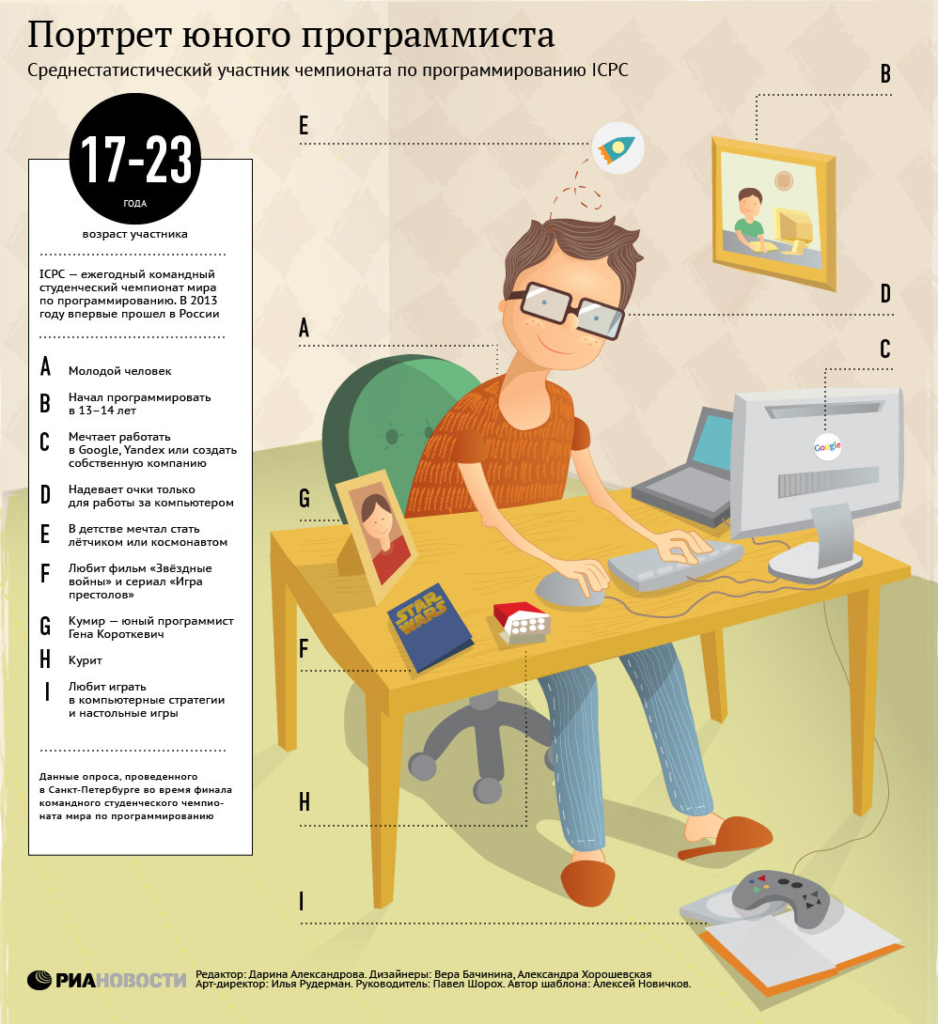 Портрет юного программиста
Среднестатистический участник чемпионата по программированию ICPC
17–23
ГОДА
возраст участника
ICPC — ежегодный командный
студенческий чемпионат мира
по программированию. В 2013
году впервые прошел в России
A Молодой человек
B Начал программировать
в 13–14 лет
C Мечтает работать
в Google, Yandex или создать
собственную компанию
D Надевает очки только
для работы за компьютером
E В детстве мечтал стать
лётчиком или космонавтом
F Любит фильм «Звёздные
войны» и сериал «Игра
престолов»
G Кумир — юный программист
Гена Короткевич
H Курит
I Любит играть
в компьютерные стратегии
и настольные игры
Данные опроса, проведенного
в Санкт-Петербурге во время финала
командного студенческого чемпио-
ната мира по программированию
E
B
A
D
C
Google
G
STAR
WARS
F
H
I
РИАНОВОСТИ
Редактор: Дарина Александрова. Дизайнеры: Вера Бачинина, Александра Хорошевская
Арт-директор: Илья Рудерман. Руководитель: Павел Шорох. Автор шаблона: Алексей Новичков.